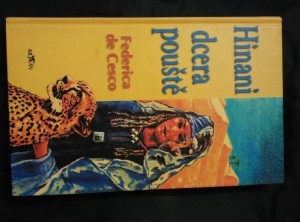 Hinani
dcera
pouště
Federica
de Cesco